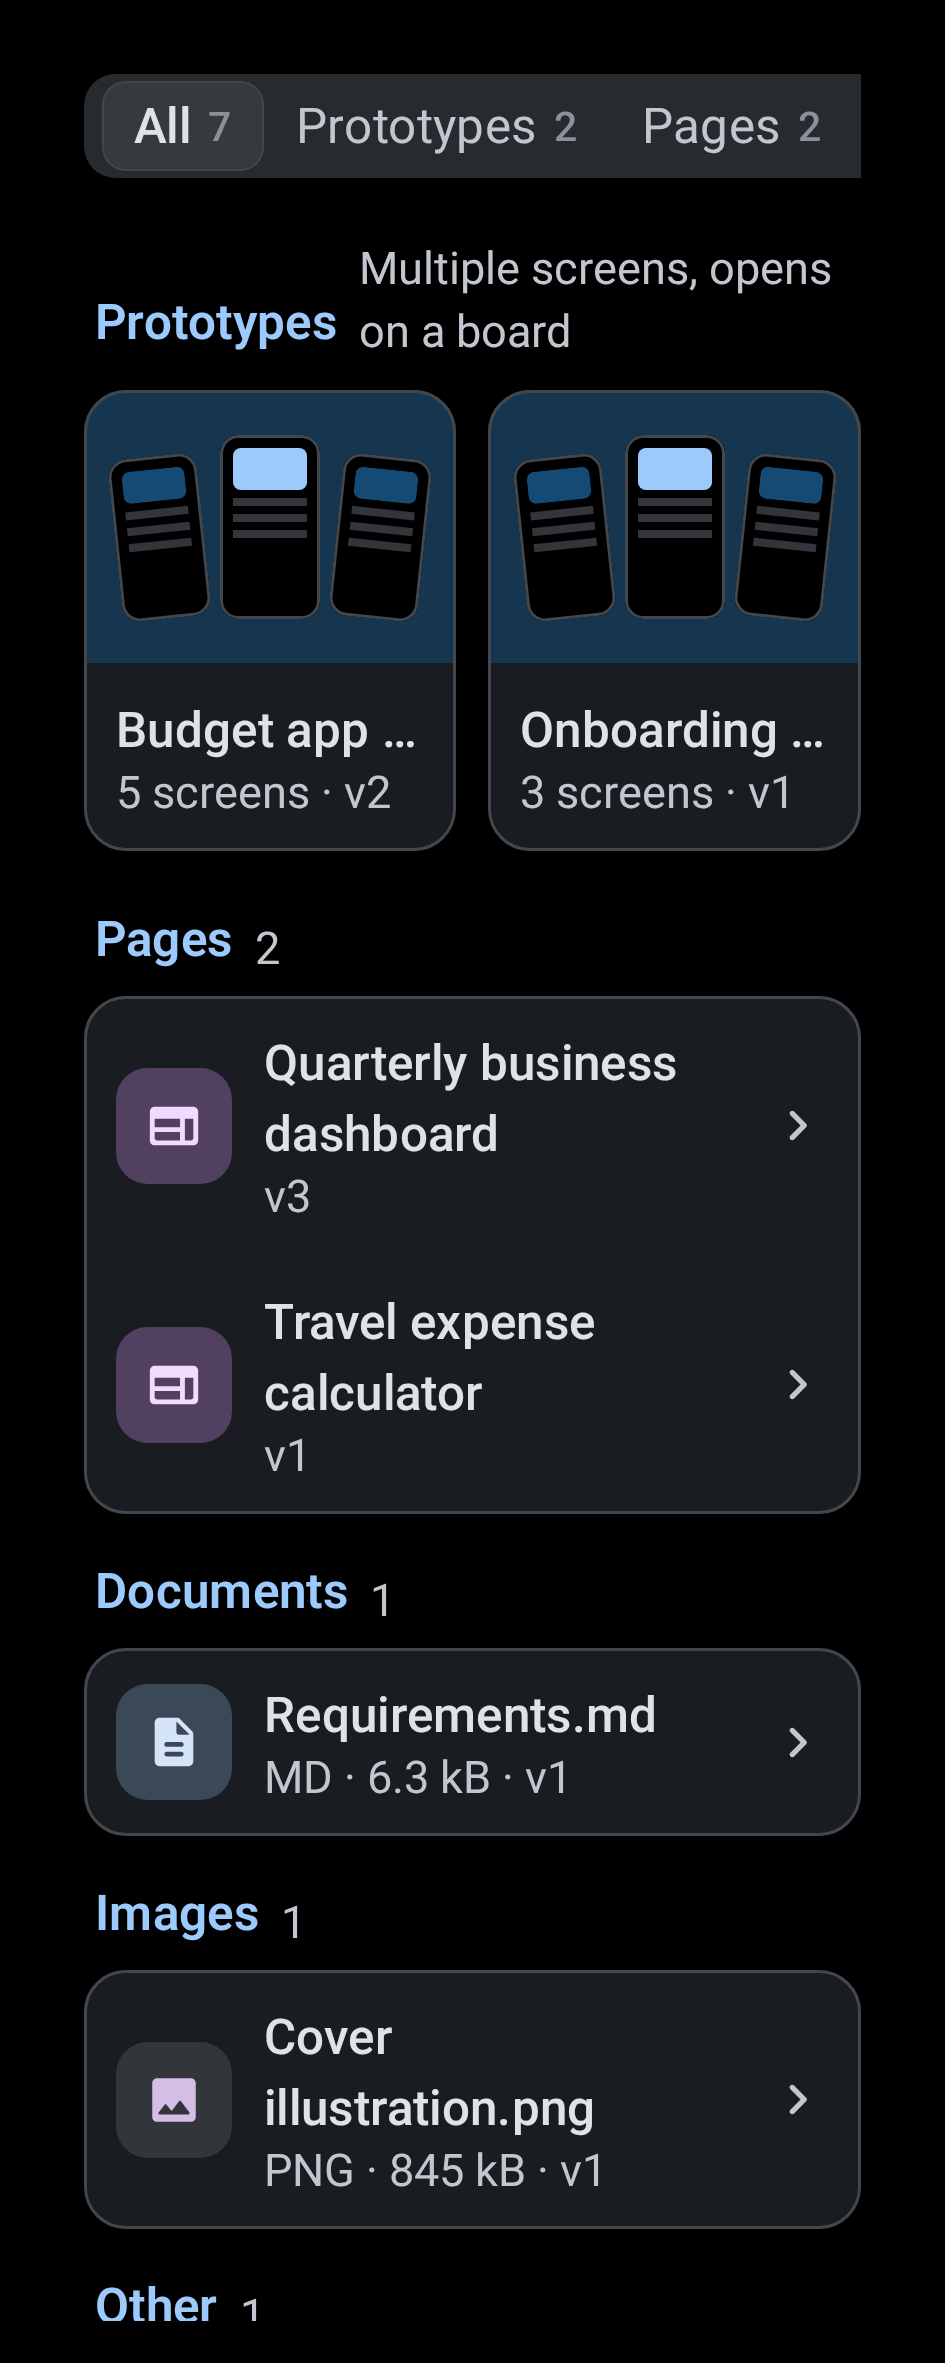 All 7 Prototypes 2 Pages 2
Prototypes Multiple screens, opens
on a board
Budget app ...
5 screens · v2
Onboarding ...
3 screens · v1
Pages 2
Quarterly business
dashboard
v3
Travel expense
calculator
v1
Documents 1
Requirements.md
MD · 6.3 kB · v1
Images 1
Cover
illustration.png
PNG · 845 kB · v1
Other 1